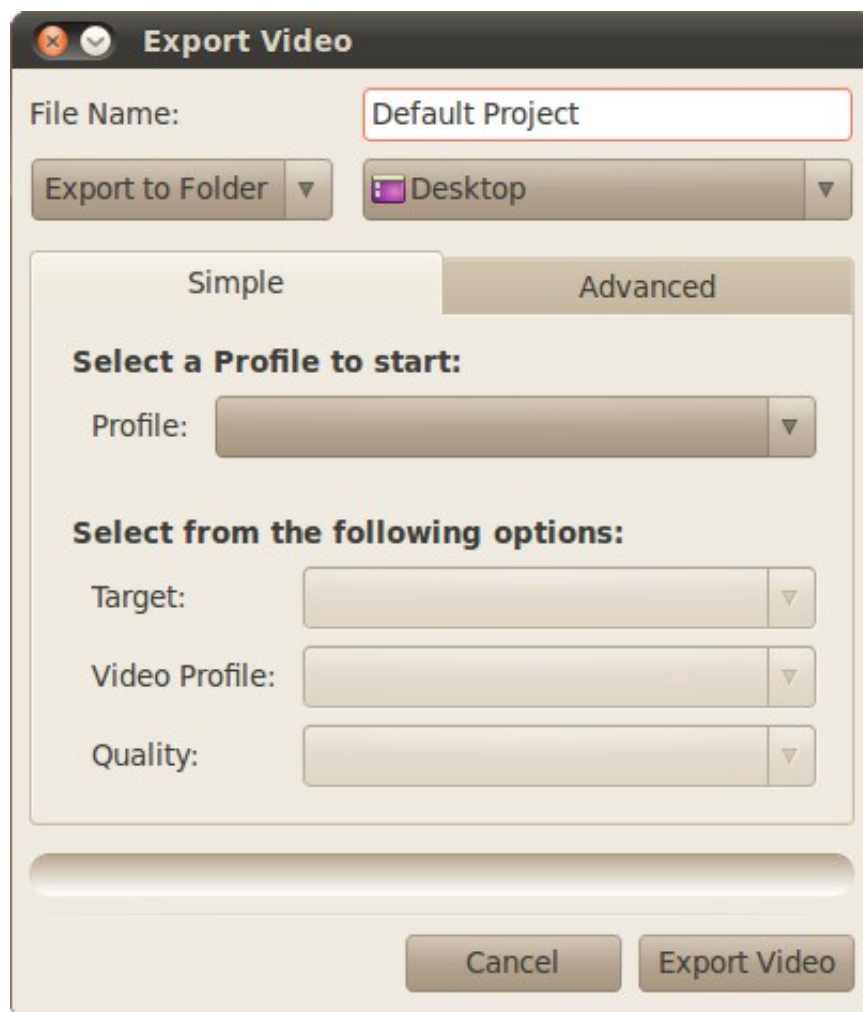 Export Video
File Name: Default Project
Export to Folder Desktop
Simple Advanced
Select a Profile to start:
Profile:
Select from the following options:
Target:
Video Profile:
Quality:
Cancel Export Video